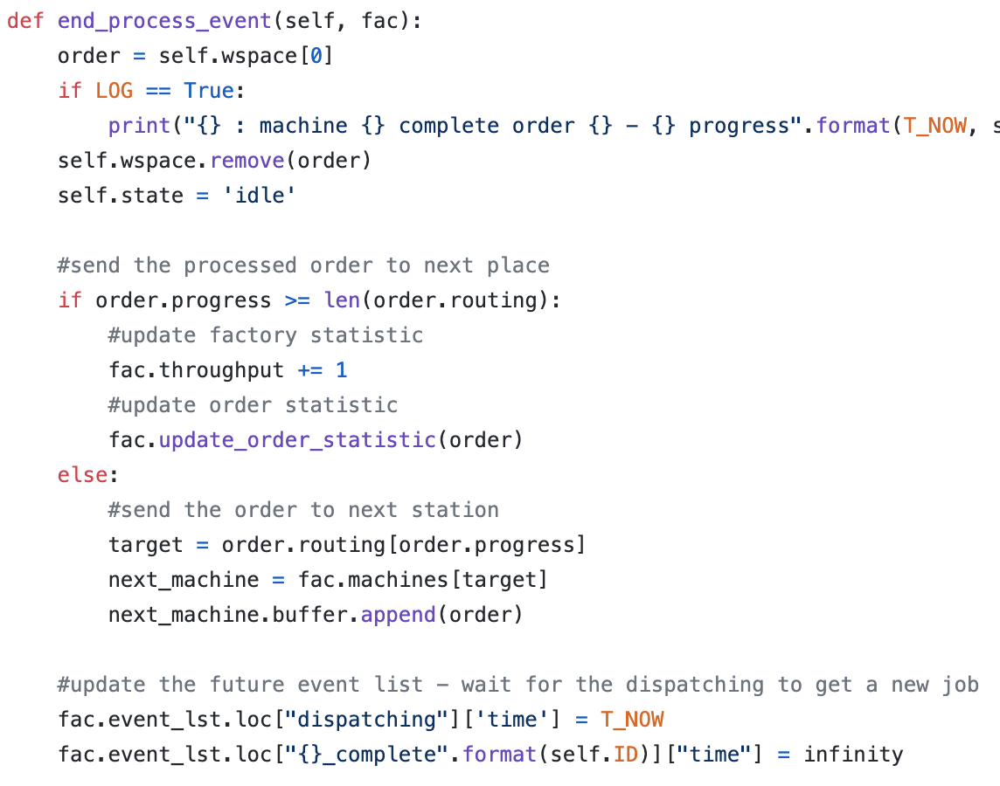 def end_process_event(self, fac):
    order = self.wspace[0]
    if LOG == True:
        print("{} : machine {} complete order {} – {} progress".format(T_NOW, s
    self.wspace.remove(order)
    self.state = 'idle'

    #send the processed order to next place
    if order.progress >= len(order.routing):
        #update factory statistic
        fac.throughput += 1
        #update order statistic
        fac.update_order_statistic(order)
    else:
        #send the order to next station
        target = order.routing[order.progress]
        next_machine = fac.machines[target]
        next_machine.buffer.append(order)

    #update the future event list – wait for the dispatching to get a new job
    fac.event_lst.loc["dispatching"]['time'] = T_NOW
    fac.event_lst.loc["{}_complete".format(self.ID)]["time"] = infinity